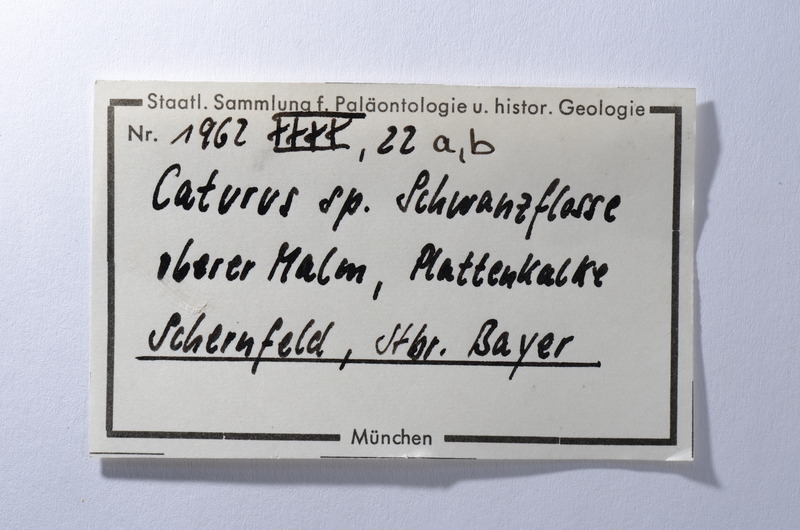 Staatl. Sammlung f. Paläontologie u. histor. Geologie
Nr. 1962 , 22 a,b
Caturus sp. Schwanzflosse
oberer Malm, Plattenkalke
Schernfeld, Stbr. Bayer
München